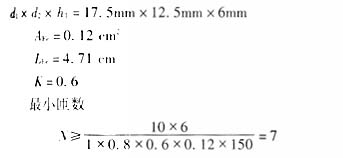 d₁×d₂×h₁=17.5mm×12.5mm×6mm
A_Fe=0.12 cm²
L_Fe=4.71 cm
K=0.6
最小匝数
N≥10×6/1×0.8×0.6×0.12×150=7